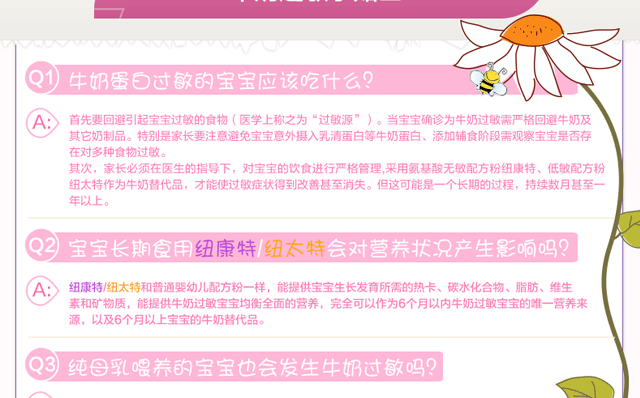 Q1 牛奶蛋白过敏的宝宝应该吃什么？
A: 首先要回避引起宝宝过敏的食物（医学上称之为“过敏源”）。当宝宝确诊为牛奶过敏需严格回避牛奶及
其它奶制品。特别是家长要注意避免宝宝意外摄入乳清蛋白等牛奶蛋白、添加辅食阶段需观察宝宝是否存
在对多种食物过敏。
其次，家长必须在医生的指导下，对宝宝的饮食进行严格管理,采用氨基酸无敏配方粉纽康特、低敏配方粉
纽太特作为牛奶替代品，才能使过敏症状得到改善甚至消失。但这可能是一个长期的过程，持续数月甚至一
年以上。
Q2 宝宝长期食用纽康特/纽太特会对营养状况产生影响吗？
A: 纽康特/纽太特和普通婴幼儿配方粉一样，能提供宝宝生长发育所需的热卡、碳水化合物、脂肪、维生
素和矿物质，能提供牛奶过敏宝宝均衡全面的营养，完全可以作为6个月以内牛奶过敏宝宝的唯一营养来
源，以及6个月以上宝宝的牛奶替代品。
Q3 纯母乳喂养的宝宝也会发生牛奶过敏吗？